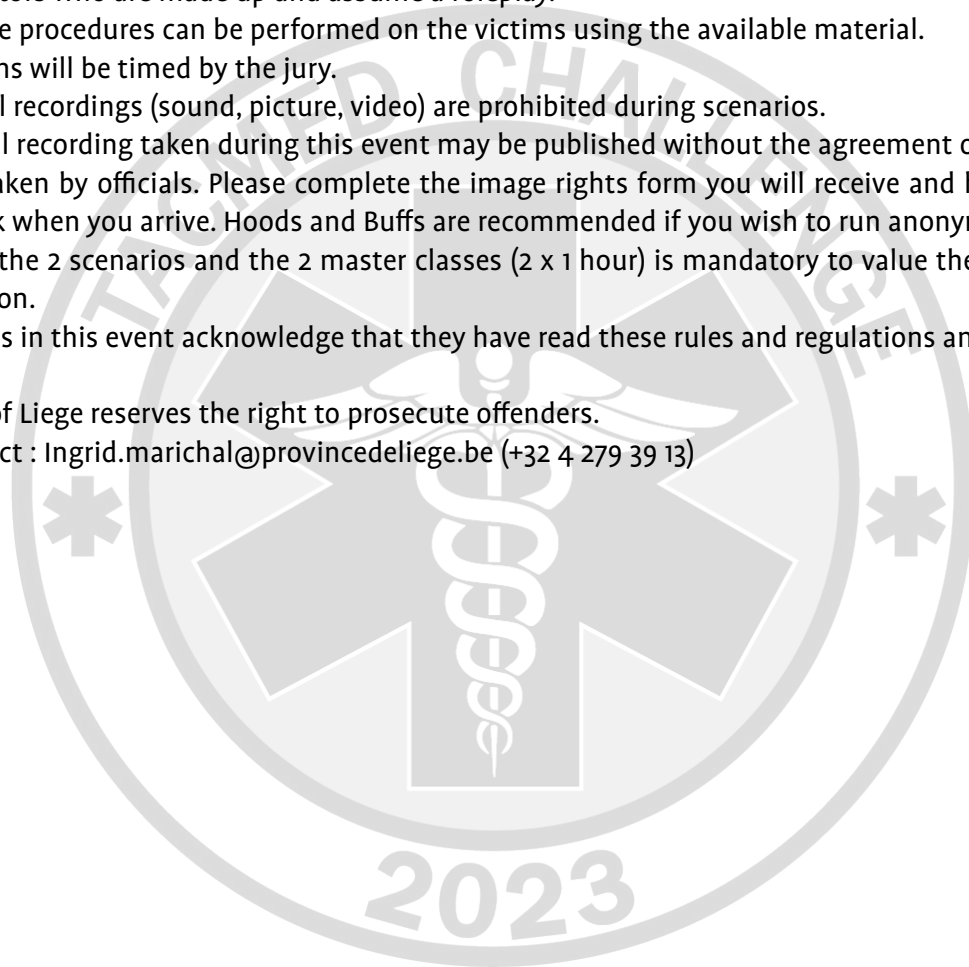 who are made up and assume a roleplay.
e procedures can be performed on the victims using the available material.
ns will be timed by the jury.
l recordings (sound, picture, video) are prohibited during scenarios.
l recording taken during this event may be published without the agreement
aken by officials. Please complete the image rights form you will receive and
k when you arrive. Hoods and Buffs are recommended if you wish to run
the 2 scenarios and the 2 master classes (2 x 1 hour) is mandatory to value the
on.
s in this event acknowledge that they have read these rules and regulations
of Liege reserves the right to prosecute offenders.
ct : Ingrid.marichal@provincedeliege.be (+32 4 279 39 13)
TACMED CHALLENGE
2023